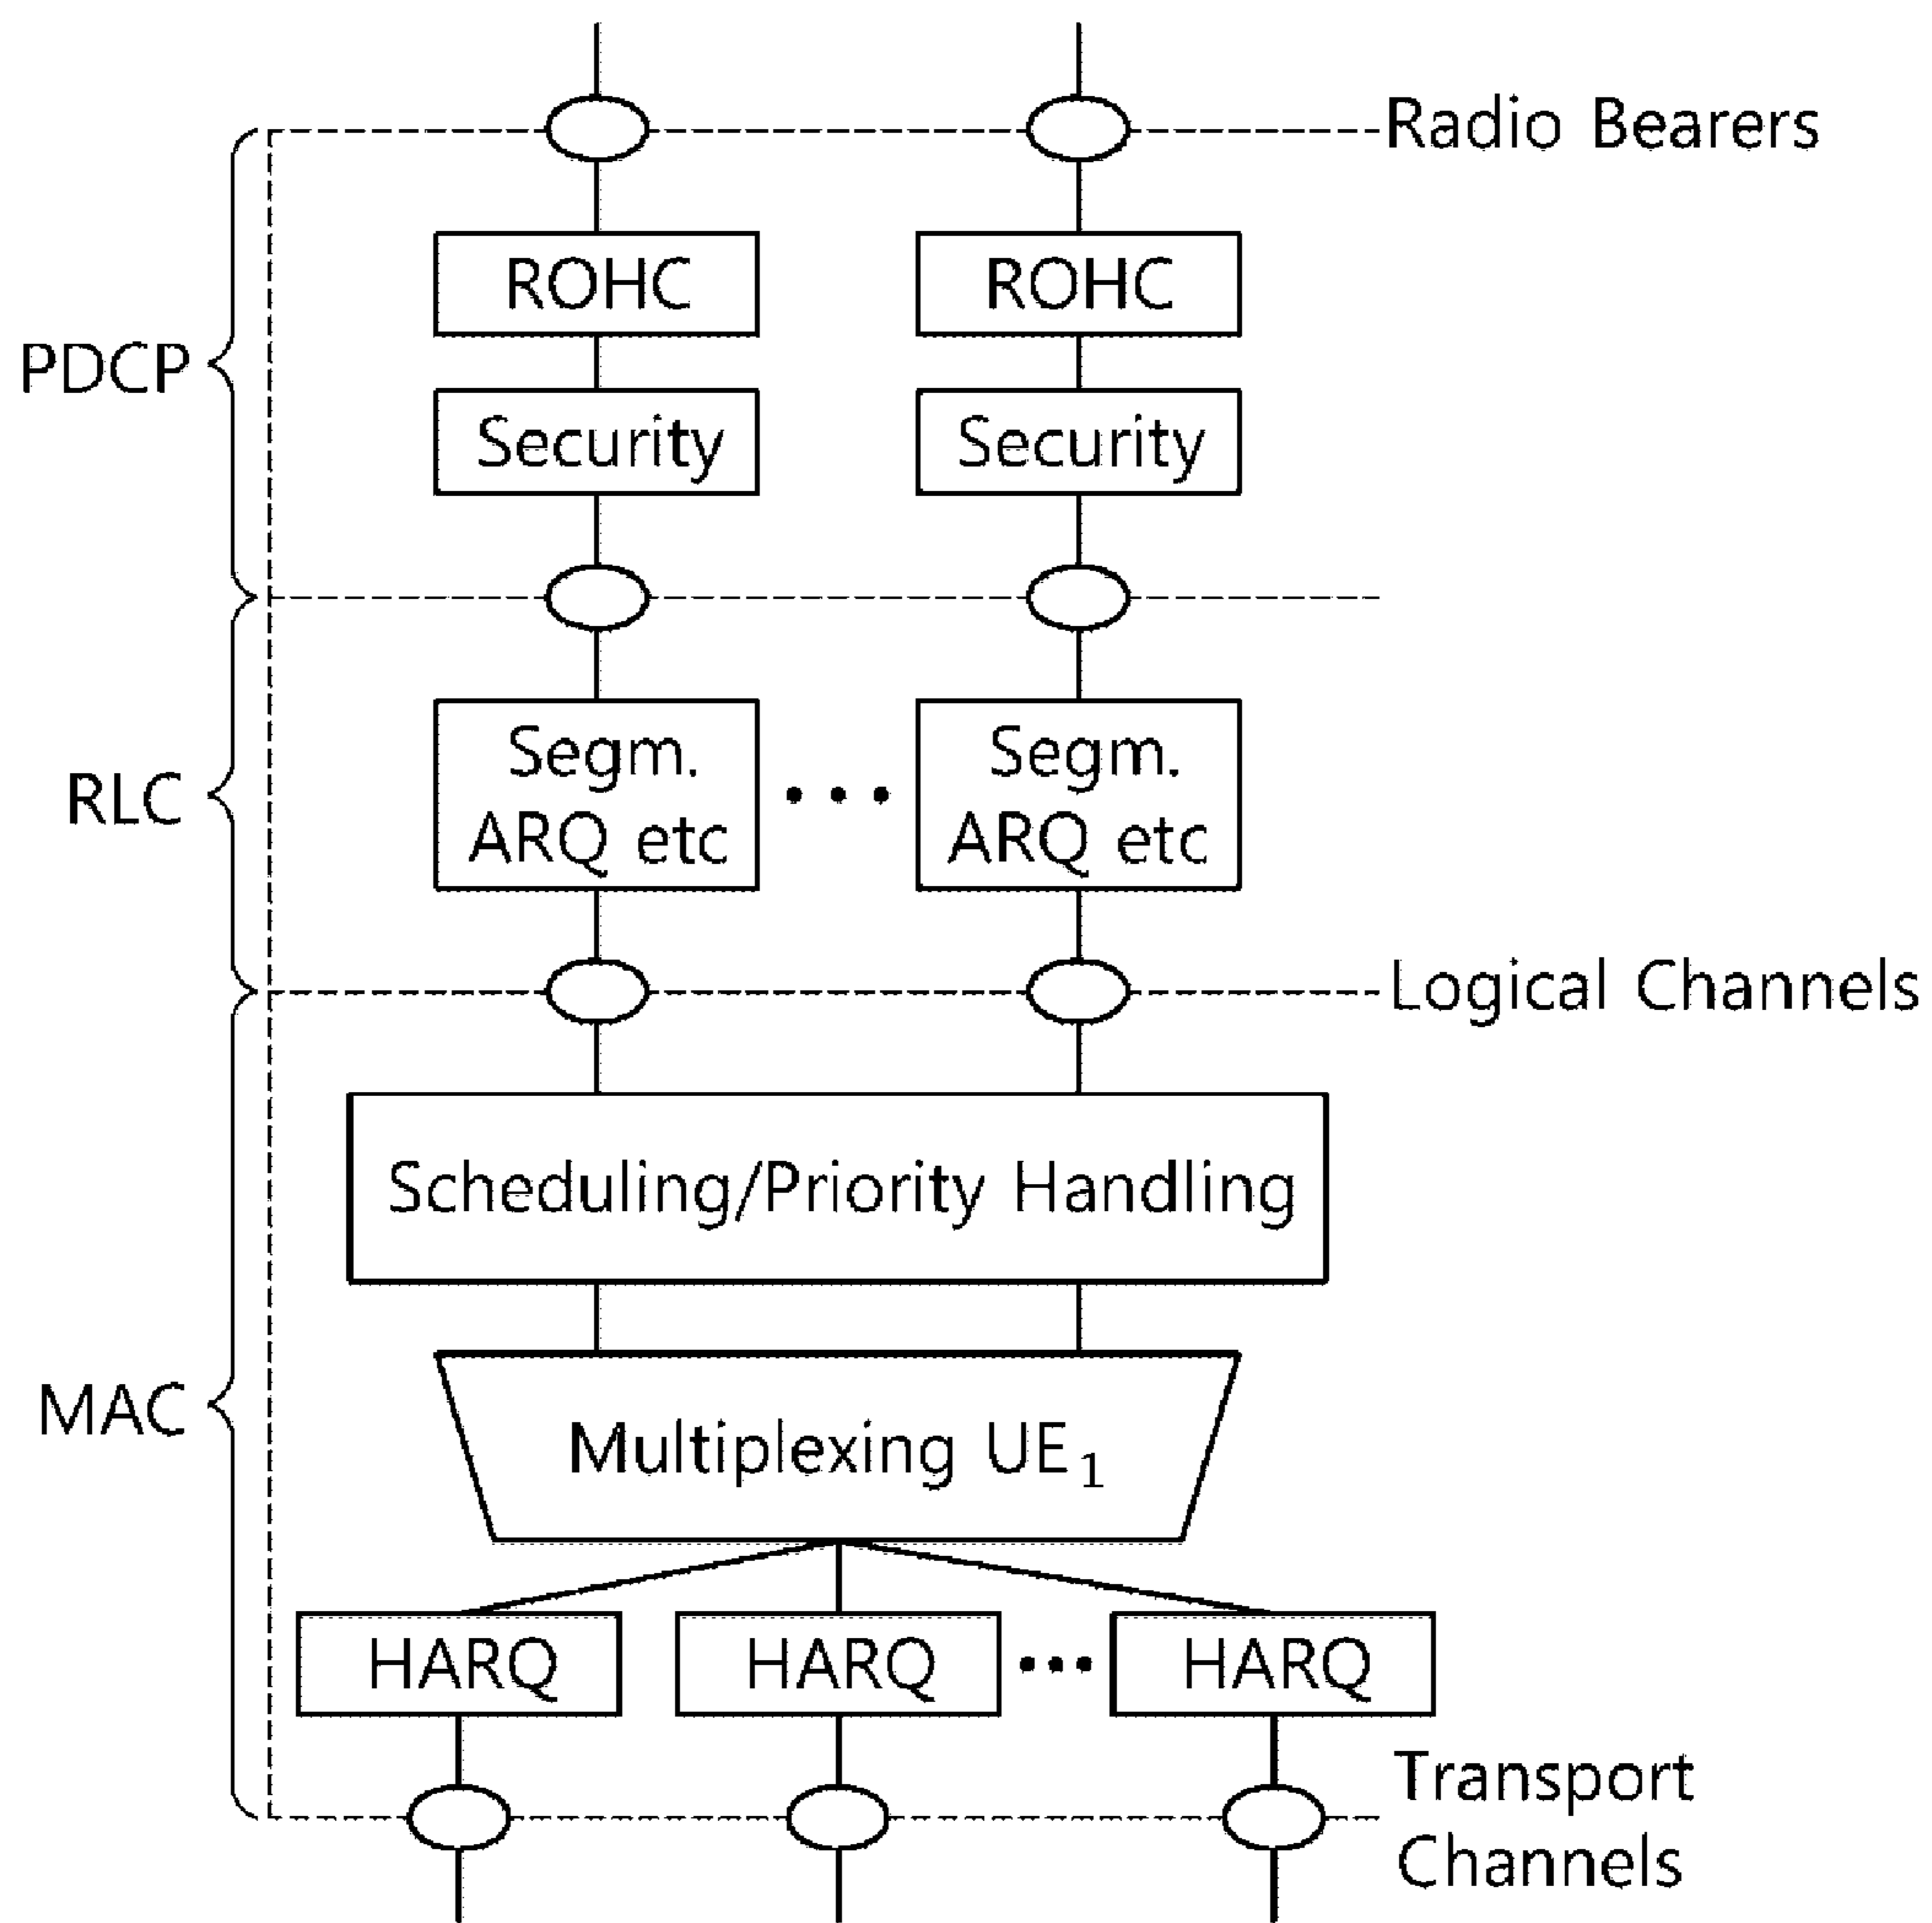 Radio Bearers
ROHC
ROHC
PDCP
Security
Security
Segm.
ARQ etc
Segm.
ARQ etc
RLC
Logical Channels
Scheduling/Priority Handling
MAC
Multiplexing UE₁
HARQ
HARQ
HARQ
Transport
Channels